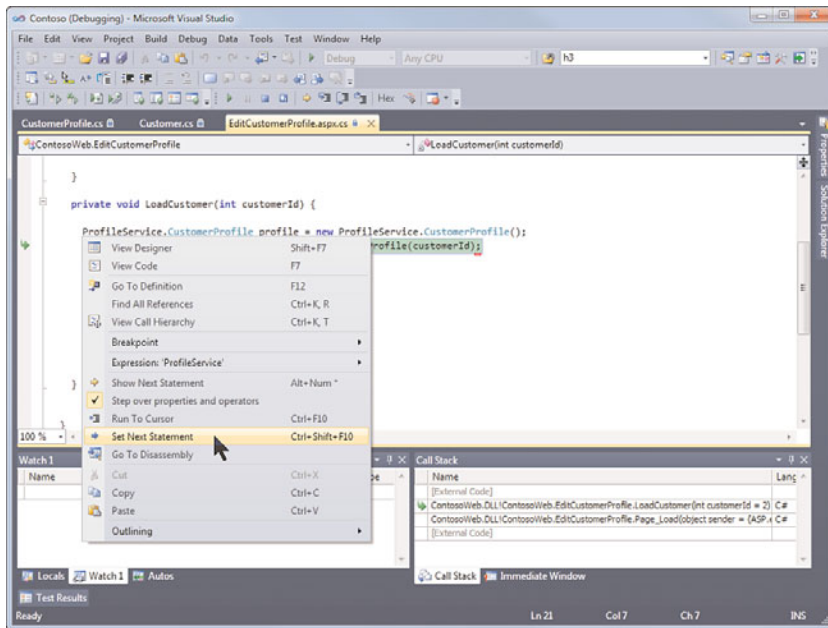 Contoso (Debugging) - Microsoft Visual Studio
File Edit View Project Build Debug Data Tools Test Window Help
Debug Any CPU h3
Hex
CustomerProfile.cs Customer.cs EditCustomerProfile.aspx.cs
ContosoWeb.EditCustomerProfile LoadCustomer(int customerId)
Properties
Solution Explorer
}
private void LoadCustomer(int customerId) {
ProfileService.CustomerProfile profile = new ProfileService.CustomerProfile();
rofile(customerId);
View Designer Shift+F7
View Code F7
Go To Definition F12
Find All References Ctrl+K, R
View Call Hierarchy Ctrl+K, T
Breakpoint
Expression: 'ProfileService'
Show Next Statement Alt+Num *
Step over properties and operators
Run To Cursor Ctrl+F10
Set Next Statement Ctrl+Shift+F10
Go To Disassembly
Cut Ctrl+X
Copy Ctrl+C
Paste Ctrl+V
Outlining
}
}
100 %
Watch 1
Name pe
Call Stack
Name Lang
[External Code]
ContosoWeb.DLL!ContosoWeb.EditCustomerProfile.LoadCustomer(int customerId = 2) C#
ContosoWeb.DLL!ContosoWeb.EditCustomerProfile.Page_Load(object sender = {ASP. C#
[External Code]
Locals Watch 1 Autos
Call Stack Immediate Window
Test Results
Ready Ln 21 Col 7 Ch 7 INS